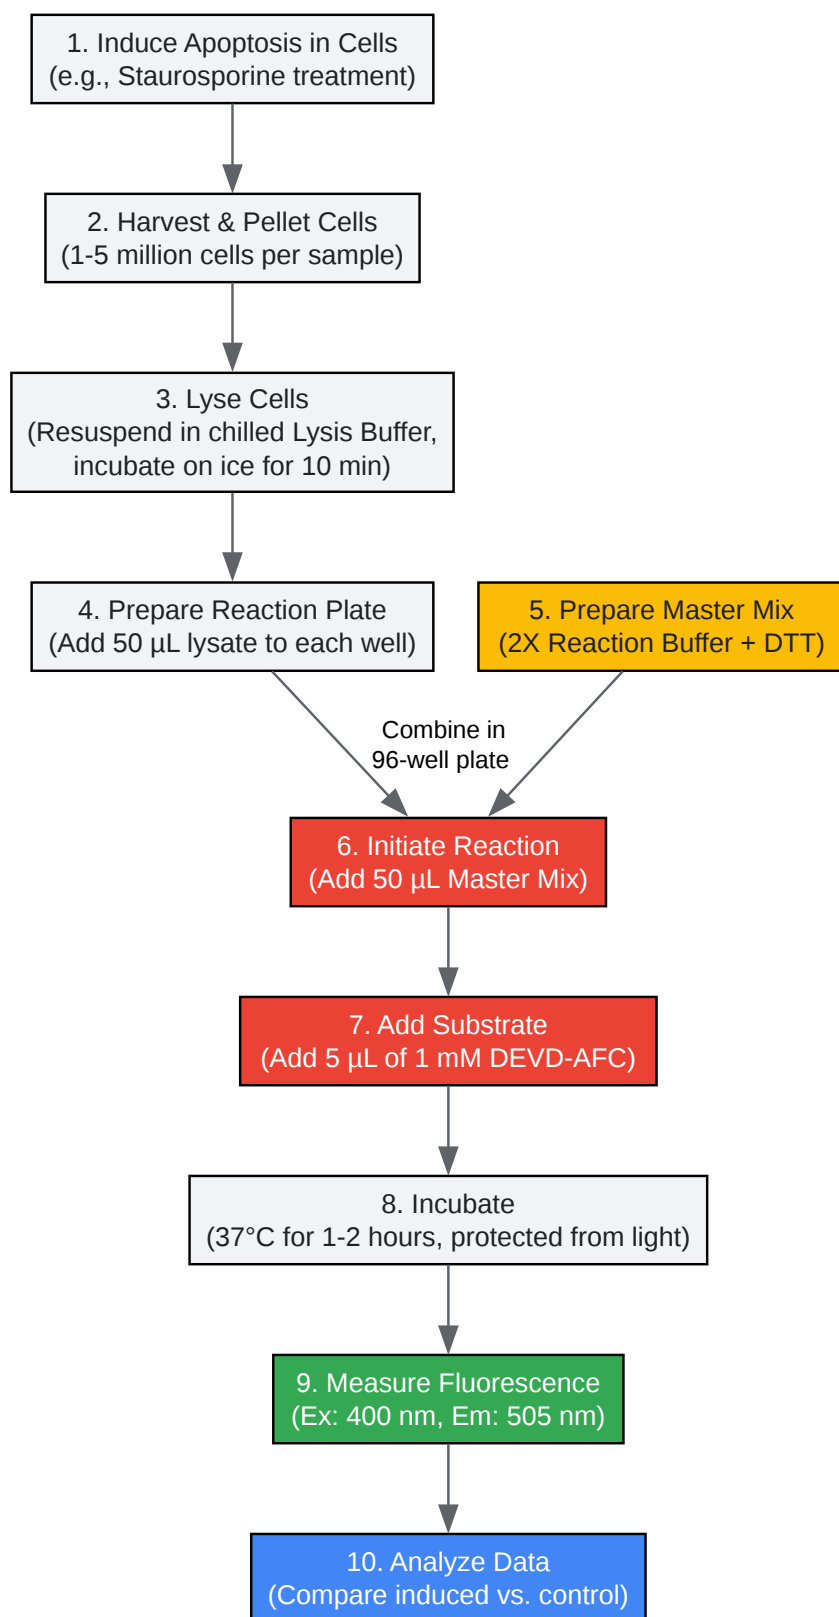 1. Induce Apoptosis in Cells
(e.g., Staurosporine treatment)
2. Harvest & Pellet Cells
(1-5 million cells per sample)
3. Lyse Cells
(Resuspend in chilled Lysis Buffer,
incubate on ice for 10 min)
4. Prepare Reaction Plate
(Add 50 µL lysate to each well)
5. Prepare Master Mix
(2X Reaction Buffer + DTT)
Combine in
96-well plate
6. Initiate Reaction
(Add 50 µL Master Mix)
7. Add Substrate
(Add 5 µL of 1 mM DEVD-AFC)
8. Incubate
(37°C for 1-2 hours, protected from light)
9. Measure Fluorescence
(Ex: 400 nm, Em: 505 nm)
10. Analyze Data
(Compare induced vs. control)